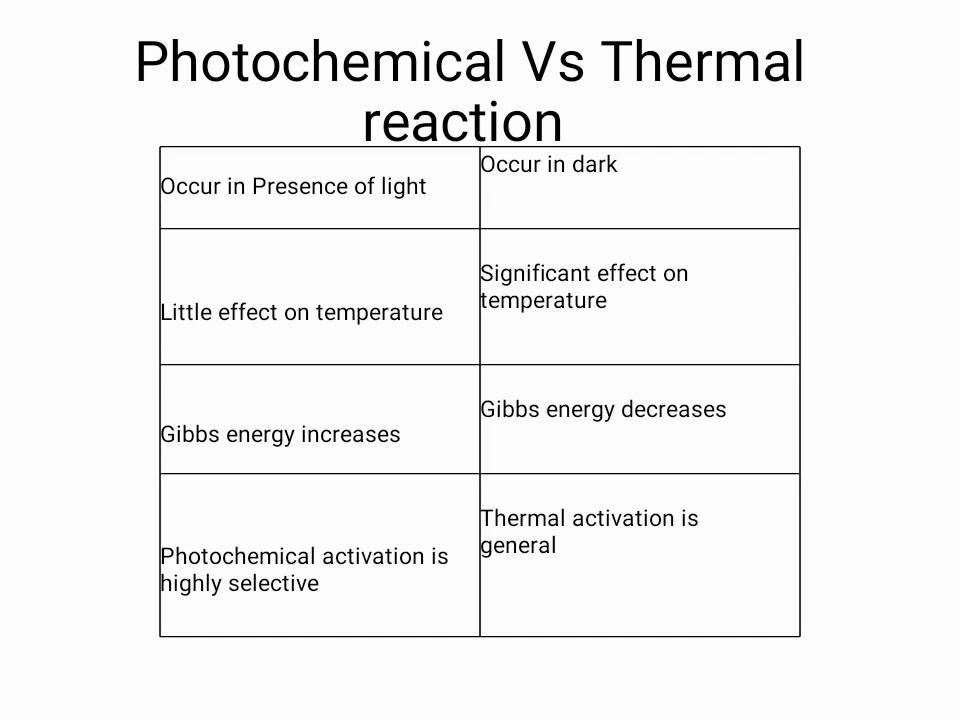 Photochemical Vs Thermal
reaction
Occur in Presence of light
Occur in dark
Little effect on temperature
Significant effect on
temperature
Gibbs energy increases
Gibbs energy decreases
Photochemical activation is
highly selective
Thermal activation is
general